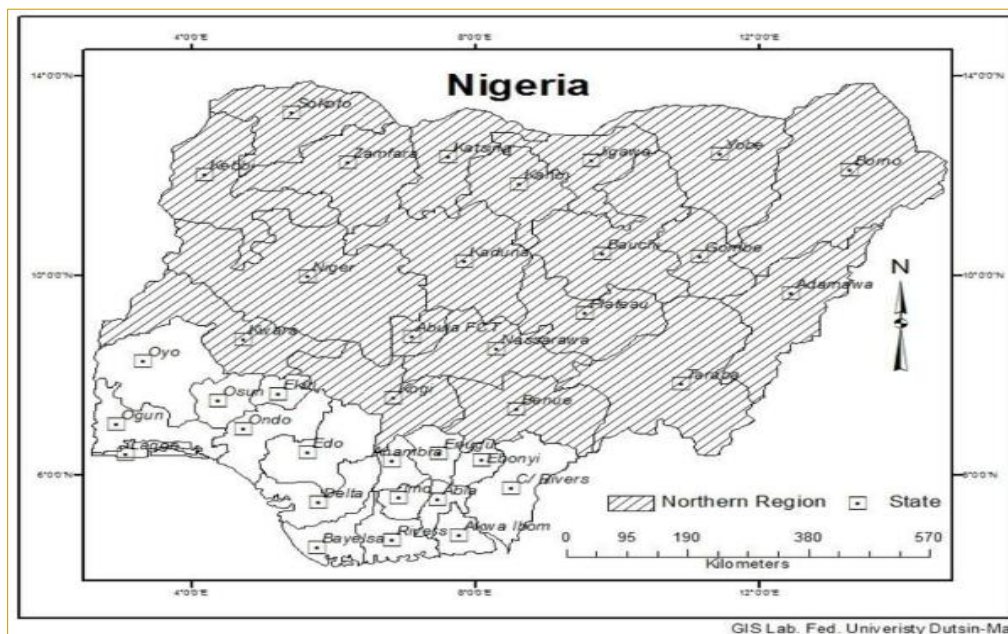 4°0'0"E 8°0'0"E 12°0'0"E
14°0'0"N 14°0'0"N
Nigeria
Sokoto
Katsina
Zamfara
Jigawa
Yobe
Borno
Kebbi
Kano
Kaduna
Bauchi
Gombe
10°0'0"N 10°0'0"N
Niger
N
Adamawa
Plateau
Abuja FCT
Kwara
Nassarawa
Oyo
Taraba
Osun
Ekiti
Kogi
Benue
Ogun
Ondo
Lagos
Edo
Anambra
Enugu
Ebonyi
6°0'0"N 6°0'0"N
C/ Rivers
Delta
Imo
Abia
Northern Region
State
Bayelsa
Rivers
Akwa Ibom
0 95 190 380 570
Kilometers
4°0'0"E 8°0'0"E 12°0'0"E
GIS Lab. Fed. Univeristy Dutsin-Ma